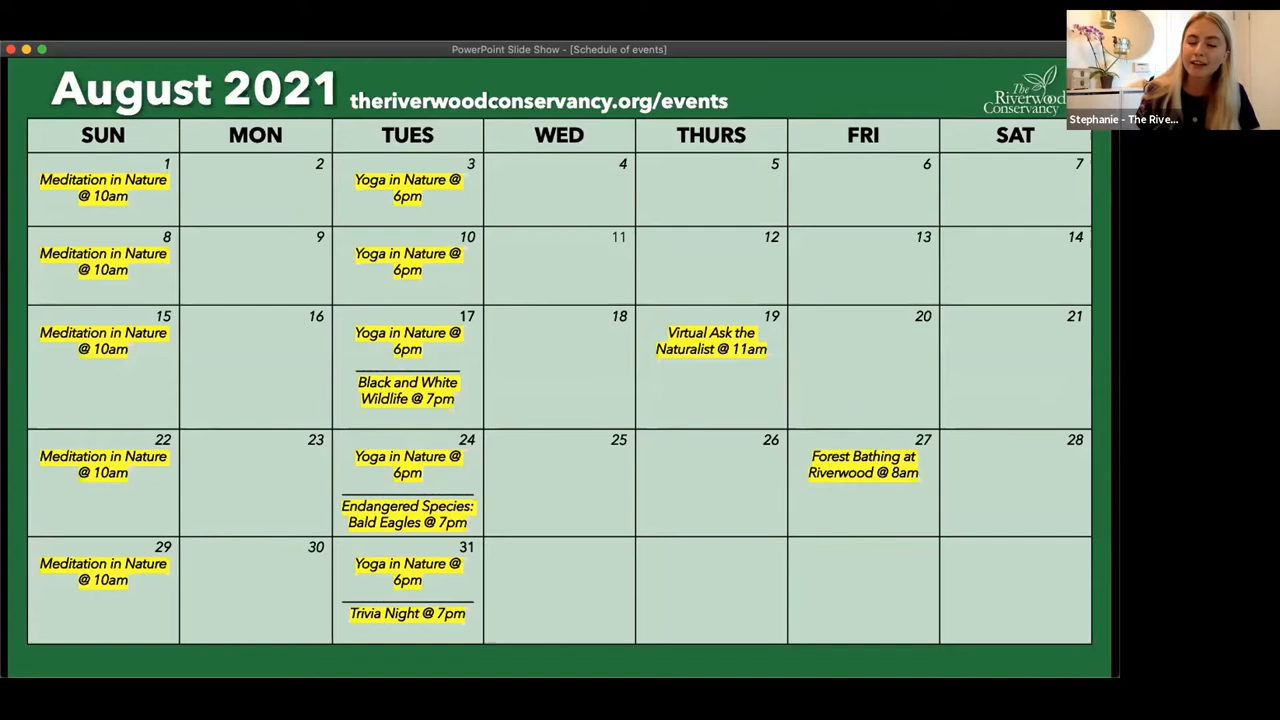 PowerPoint Slide Show - [Schedule of events]
August 2021 theriverwoodconservancy.org/events
The
Riverwood
Conservancy
Stephanie - The Rive...
SUN MON TUES WED THURS FRI SAT
1 2 3 4 5 6 7
Meditation in Nature
@ 10am
Yoga in Nature @
6pm
8 9 10 11 12 13 14
Meditation in Nature
@ 10am
Yoga in Nature @
6pm
15 16 17 18 19 20 21
Meditation in Nature
@ 10am
Yoga in Nature @
6pm
Black and White
Wildlife @ 7pm
Virtual Ask the
Naturalist @ 11am
22 23 24 25 26 27 28
Meditation in Nature
@ 10am
Yoga in Nature @
6pm
Endangered Species:
Bald Eagles @ 7pm
Forest Bathing at
Riverwood @ 8am
29 30 31
Meditation in Nature
@ 10am
Yoga in Nature @
6pm
Trivia Night @ 7pm